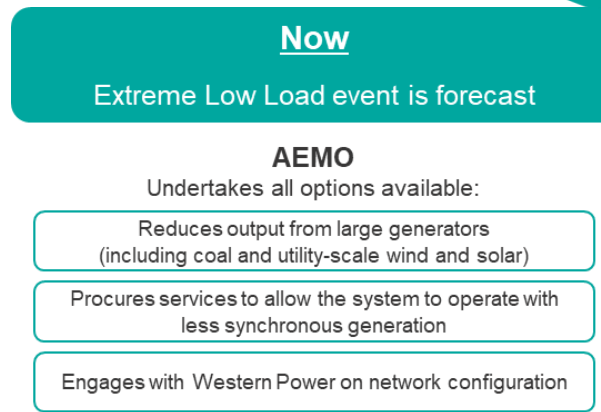 Now
Extreme Low Load event is forecast
AEMO
Undertakes all options available:
Reduces output from large generators
(including coal and utility-scale wind and solar)
Procures services to allow the system to operate with
less synchronous generation
Engages with Western Power on network configuration